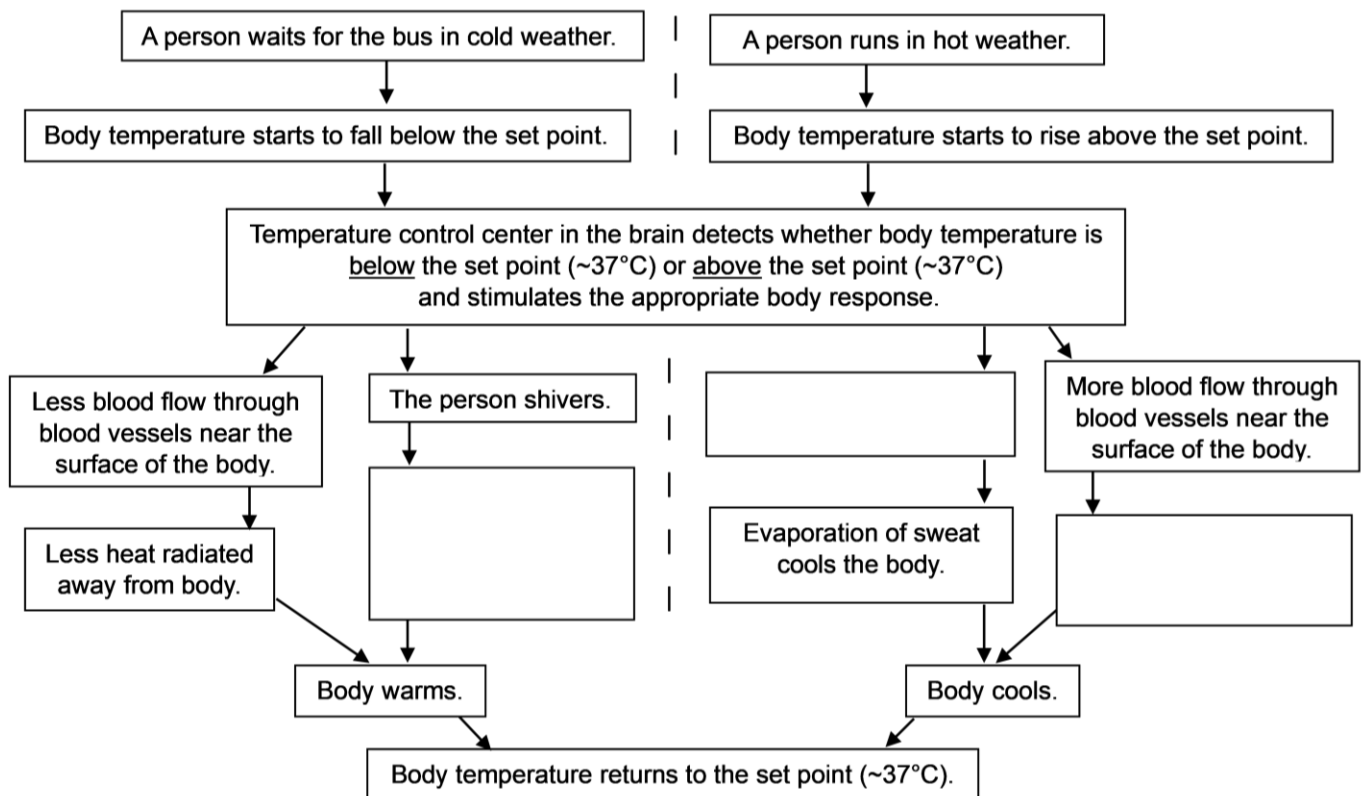 A person waits for the bus in cold weather.
A person runs in hot weather.
Body temperature starts to fall below the set point.
Body temperature starts to rise above the set point.
Temperature control center in the brain detects whether body temperature is
below the set point (~37°C) or above the set point (~37°C)
and stimulates the appropriate body response.
Less blood flow through
blood vessels near the
surface of the body.
The person shivers.
More blood flow through
blood vessels near the
surface of the body.
Less heat radiated
away from body.
Evaporation of sweat
cools the body.
Body warms.
Body cools.
Body temperature returns to the set point (~37°C).